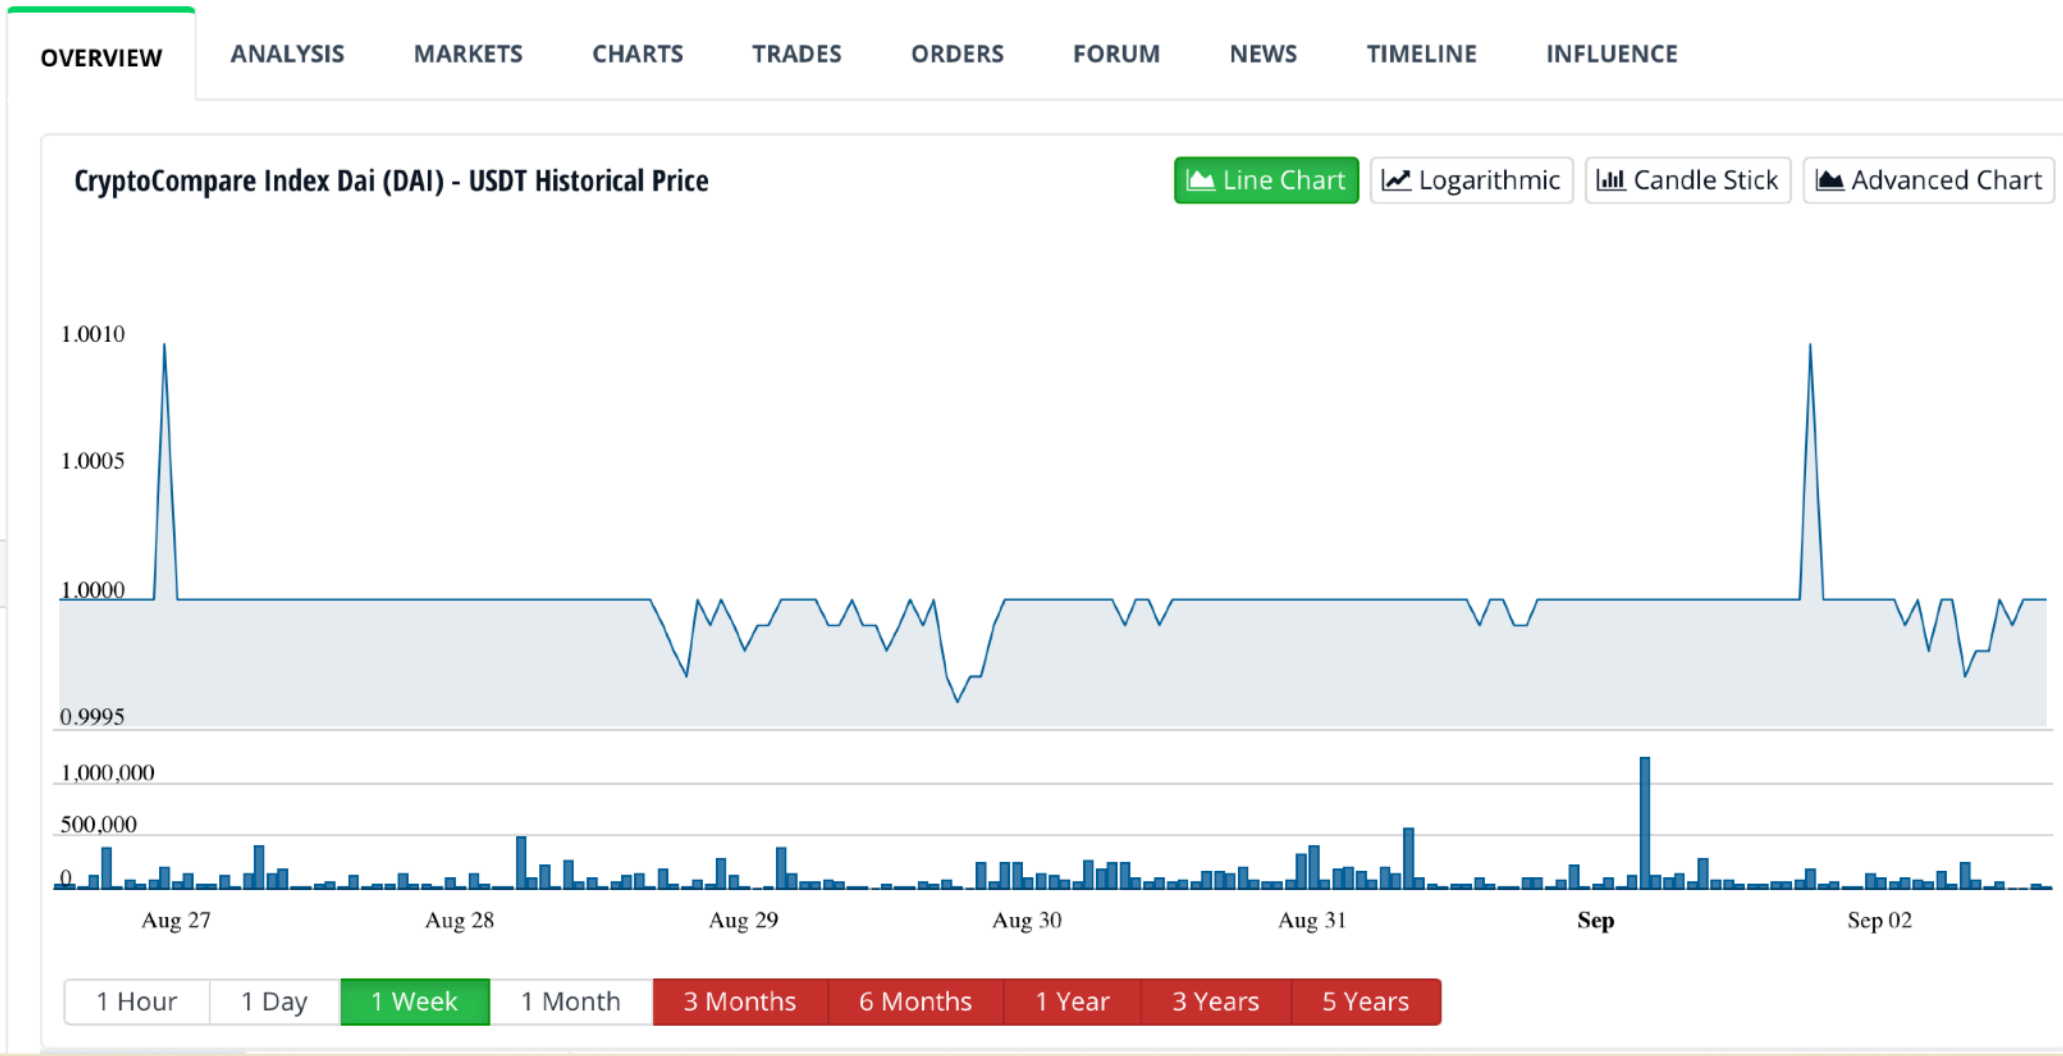 OVERVIEW ANALYSIS MARKETS CHARTS TRADES ORDERS FORUM NEWS TIMELINE INFLUENCE
CryptoCompare Index Dai (DAI) - USDT Historical Price
Line Chart Logarithmic Candle Stick Advanced Chart
1.0010
1.0005
1.0000
0.9995
1,000,000
500,000
0
Aug 27 Aug 28 Aug 29 Aug 30 Aug 31 Sep Sep 02
1 Hour 1 Day 1 Week 1 Month 3 Months 6 Months 1 Year 3 Years 5 Years